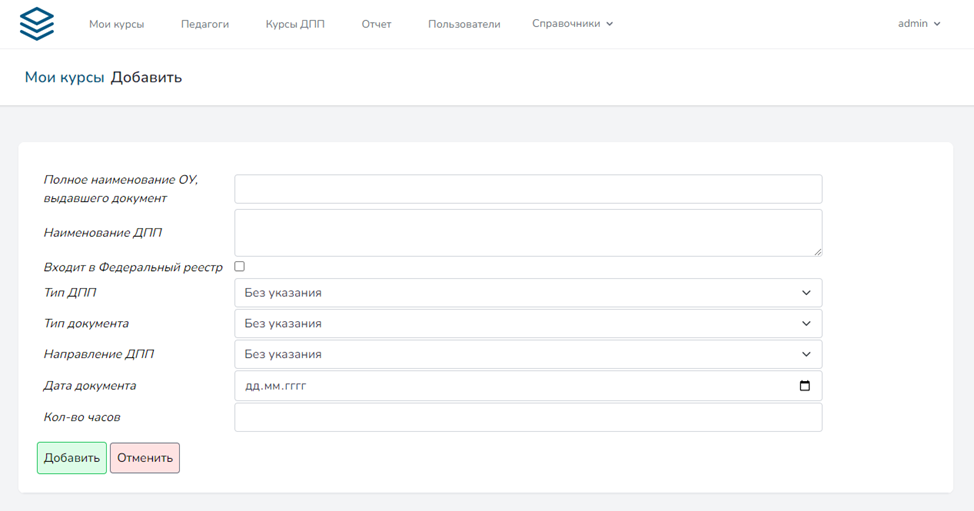 Мои курсы Педагоги Курсы ДПП Отчет Пользователи Справочники admin
Мои курсы Добавить
Полное наименование ОУ,
выдавшего документ
Наименование ДПП
Входит в Федеральный реестр
Тип ДПП Без указания
Тип документа Без указания
Направление ДПП Без указания
Дата документа дд.мм.гггг
Кол-во часов
Добавить Отменить